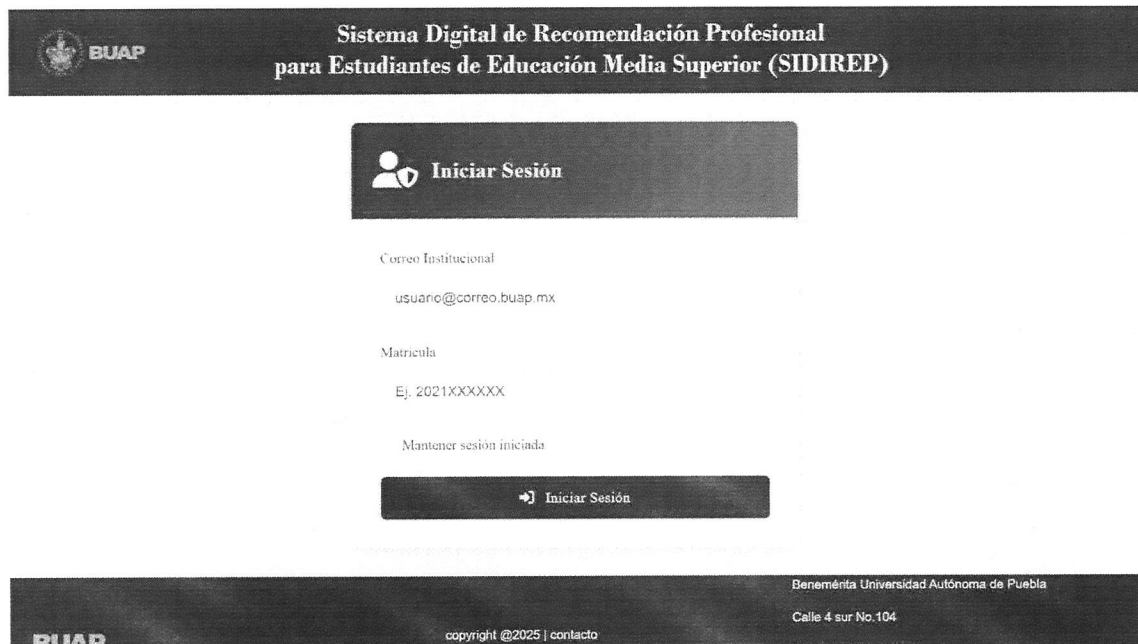 BUAP
Sistema Digital de Recomendación Profesional
para Estudiantes de Educación Media Superior (SIDIREP)
Iniciar Sesión
Correo Institucional
usuario@correo.buap.mx
Matricula
Ej. 2021XXXXXX
Mantener sesión iniciada
Iniciar Sesión
BUAP
copyright @2025 | contacto
Benemérita Universidad Autónoma de Puebla
Calle 4 sur No.104